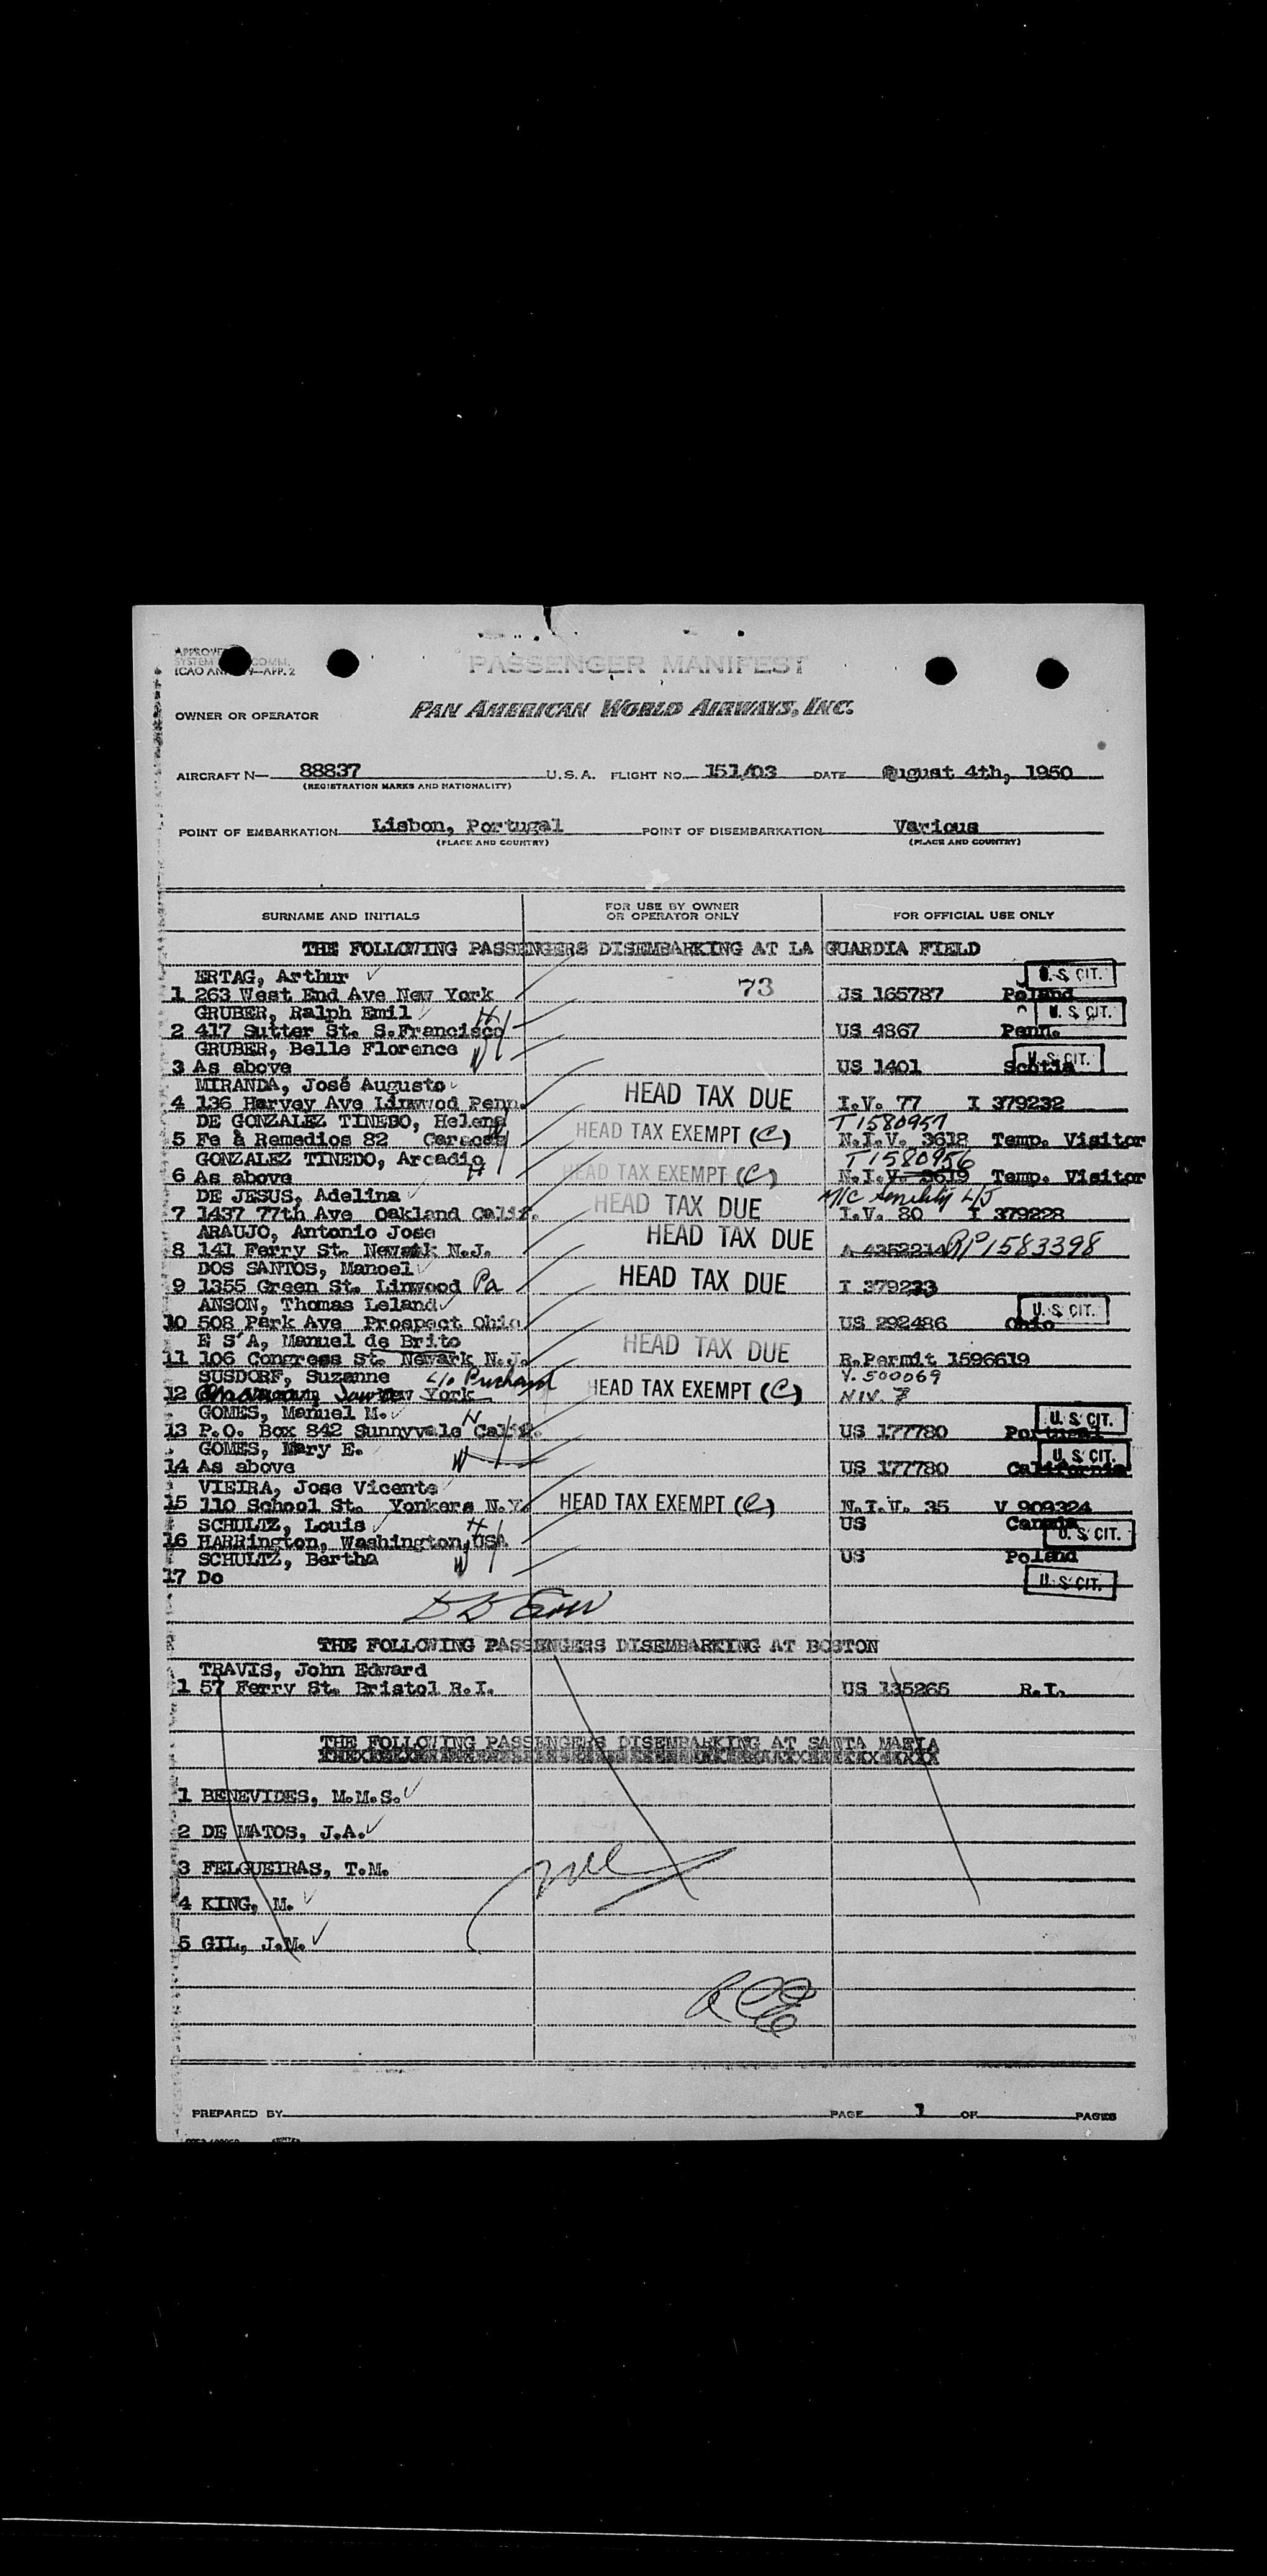 PASSENGER MANIFEST
OWNER OR OPERATOR PAN AMERICAN WORLD AIRWAYS, INC.
AIRCRAFT N— 88837 U.S.A. FLIGHT NO. 151/03 DATE August 4th, 1950
(REGISTRATION MARKS AND NATIONALITY)
POINT OF EMBARKATION Lisbon, Portugal POINT OF DISEMBARKATION Various
(PLACE AND COUNTRY) (PLACE AND COUNTRY)
SURNAME AND INITIALS FOR USE BY OWNER OR OPERATOR ONLY FOR OFFICIAL USE ONLY
THE FOLLOWING PASSENGERS DISEMBARKING AT LA GUARDIA FIELD
ERTAG, Arthur U.S. CIT.
1 263 West End Ave New York 73 US 165787 Poland
GRUBER, Ralph Emil H U.S. CIT.
2 417 Sutter St. S.Francisco US 4867 Penn.
GRUBER, Belle Florence W U.S. CIT.
3 As above US 1401 Scotia
MIRANDA, José Augusto
4 136 Harvey Ave Linwood Penn. HEAD TAX DUE I.V. 77 I 379232
DE GONZALEZ TINEDO, Helena T1580957
5 Fe à Remedios 82 Caracas HEAD TAX EXEMPT (C) N.I.V. 3618 Temp. Visitor
GONZALEZ TINEDO, Arcadio T1580956
6 As above H HEAD TAX EXEMPT (C) N.I.V. 3619 Temp. Visitor
DE JESUS, Adelina
7 1437 77th Ave Oakland Calif. HEAD TAX DUE I.V. 80 I 379228
ARAUJO, Antonio Jose
8 141 Ferry St. Newark N.J. HEAD TAX DUE A 4352214 RP1583398
DOS SANTOS, Manoel
9 1355 Green St. Linwood Pa HEAD TAX DUE I 379233
ANSON, Thomas Leland U.S. CIT.
10 508 Park Ave Prospect Ohio US 292486 Ohio
E S'A, Manuel de Brito
11 106 Congress St. Newark N.J. HEAD TAX DUE R.Permit 1596619
SUSDORF, Suzanne c/o V. 500069
12 New York HEAD TAX EXEMPT (C) NIV. 7
GOMES, Manuel M. H U.S. CIT.
13 P.O. Box 842 Sunnyvale Calif. US 177780 Portugal
GOMES, Mary E. W U.S. CIT.
14 As above US 177780 California
VIEIRA, Jose Vicente
15 110 School St. Yonkers N.Y. HEAD TAX EXEMPT (C) N.I.V. 35 V 909324
SCHULTZ, Louis H US Canada
16 HARRington, Washington, USA U.S. CIT.
SCHULTZ, Bertha W US Poland
17 Do U.S. CIT.
THE FOLLOWING PASSENGERS DISEMBARKING AT BOSTON
TRAVIS, John Edward
1 57 Ferry St. Bristol R.I. US 135265 R.I.
THE FOLLOWING PASSENGERS DISEMBARKING AT SANTA MARIA
1 BENEVIDES, M.M.S.
2 DE MATOS, J.A.
3 FELGUEIRAS, T.M.
4 KING, M.
5 GIL, J.M.
PREPARED BY PAGE 1 OF PAGES